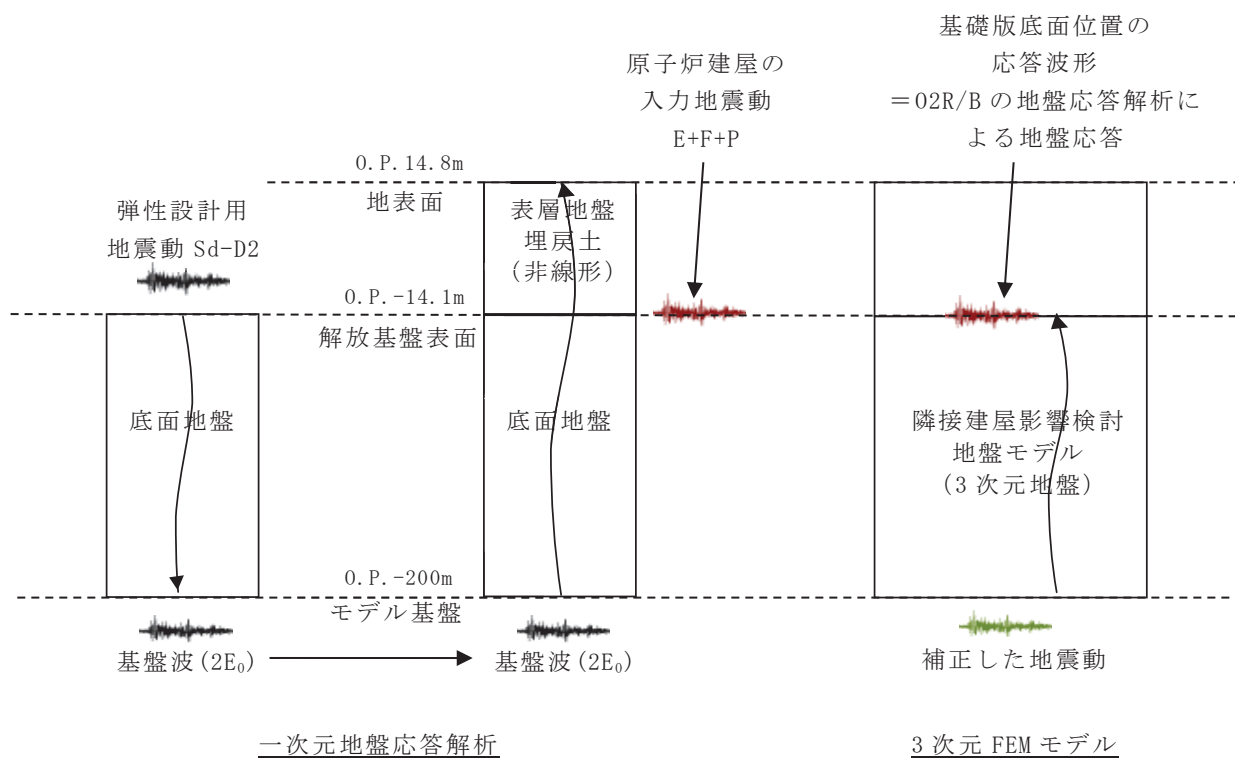 基礎版底面位置の
応答波形
=O2R/B の地盤応答解析に
よる地盤応答
原子炉建屋の
入力地震動
E+F+P
O.P.14.8m
地表面
弾性設計用
地震動 Sd-D2
表層地盤
埋戻土
(非線形)
O.P.-14.1m
解放基盤表面
底面地盤
底面地盤
隣接建屋影響検討
地盤モデル
(3 次元地盤)
O.P.-200m
モデル基盤
基盤波(2E₀)
基盤波(2E₀)
補正した地震動
一次元地盤応答解析
3 次元 FEM モデル